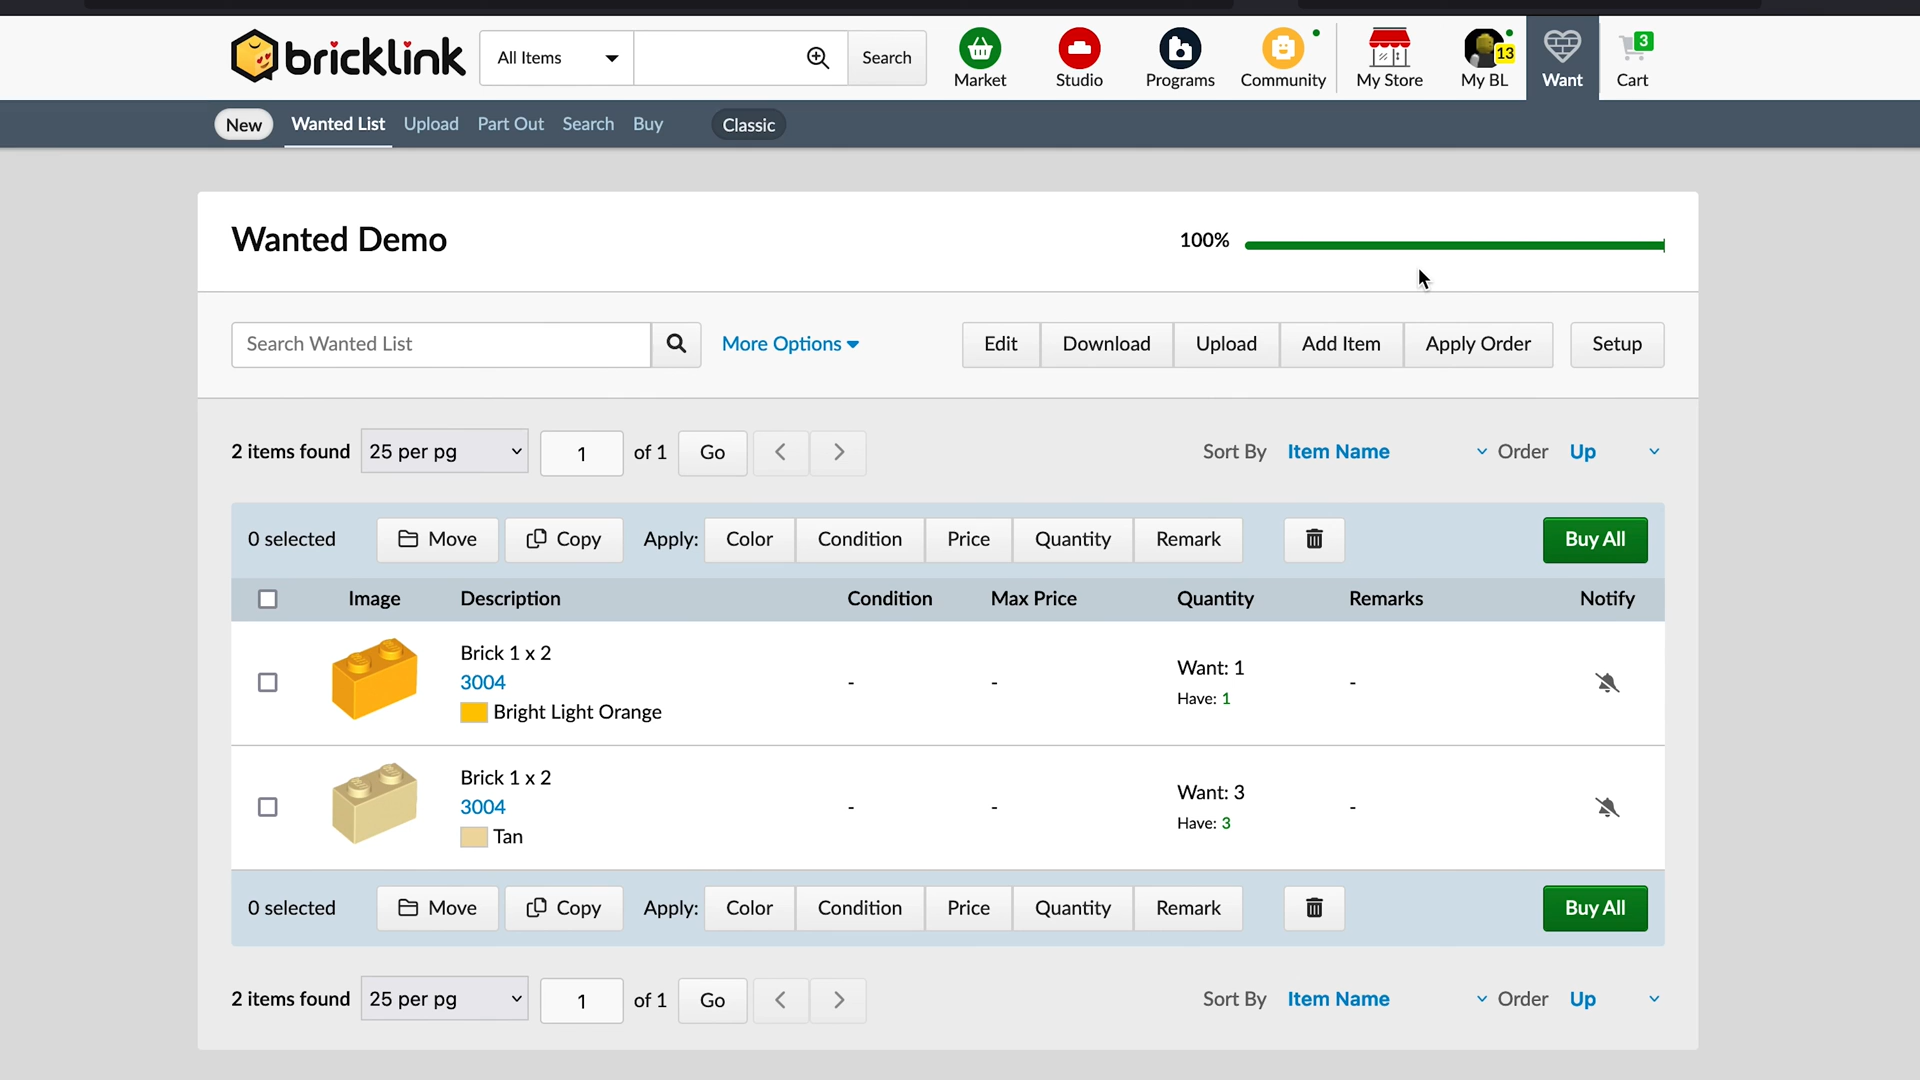 bricklink All Items Search Market Studio Programs Community My Store 13 My BL Want 3 Cart
New Wanted List Upload Part Out Search Buy Classic
Wanted Demo 100%
Search Wanted List More Options Edit Download Upload Add Item Apply Order Setup
2 items found 25 per pg 1 of 1 Go Sort By Item Name Order Up
0 selected Move Copy Apply: Color Condition Price Quantity Remark Buy All
Image Description Condition Max Price Quantity Remarks Notify
Brick 1 x 2
3004
Bright Light Orange
- -
Want: 1
Have: 1
-
Brick 1 x 2
3004
Tan
- -
Want: 3
Have: 3
-
0 selected Move Copy Apply: Color Condition Price Quantity Remark Buy All
2 items found 25 per pg 1 of 1 Go Sort By Item Name Order Up